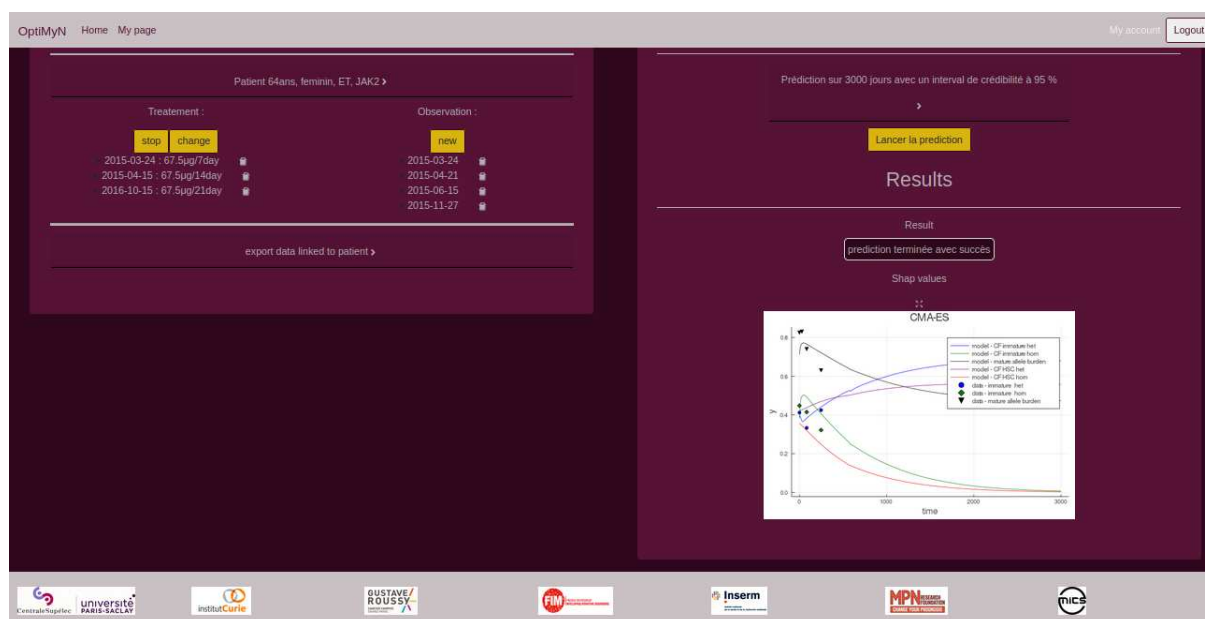 OptiMyN Home My page My account Logout
Patient 64ans, feminin, ET, JAK2
Treatement :
stop change
2015-03-24 : 67.5µg/7day
2015-04-15 : 67.5µg/14day
2016-10-15 : 67.5µg/21day
Observation :
new
2015-03-24
2015-04-21
2015-06-15
2015-11-27
export data linked to patient
Prédiction sur 3000 jours avec un interval de crédibilité à 95 %
Lancer la prediction
Results
Result
prediction terminée avec succès
Shap values
CMA-ES
model - CF immature het
model - CF immature hom
model - mature allele burden
model - CF HSC het
model - CF HSC hom
data - immature het
data - immature hom
data - mature allele burden
y
0.8
0.6
0.4
0.2
0.0
0 1000 2000 3000
time
CentraleSupélec
université
PARIS-SACLAY
institutCurie
GUSTAVE/
ROUSSY
FIM
Inserm
MPN RESEARCH
FOUNDATION
CHANGE YOUR PROGNOSIS
mics